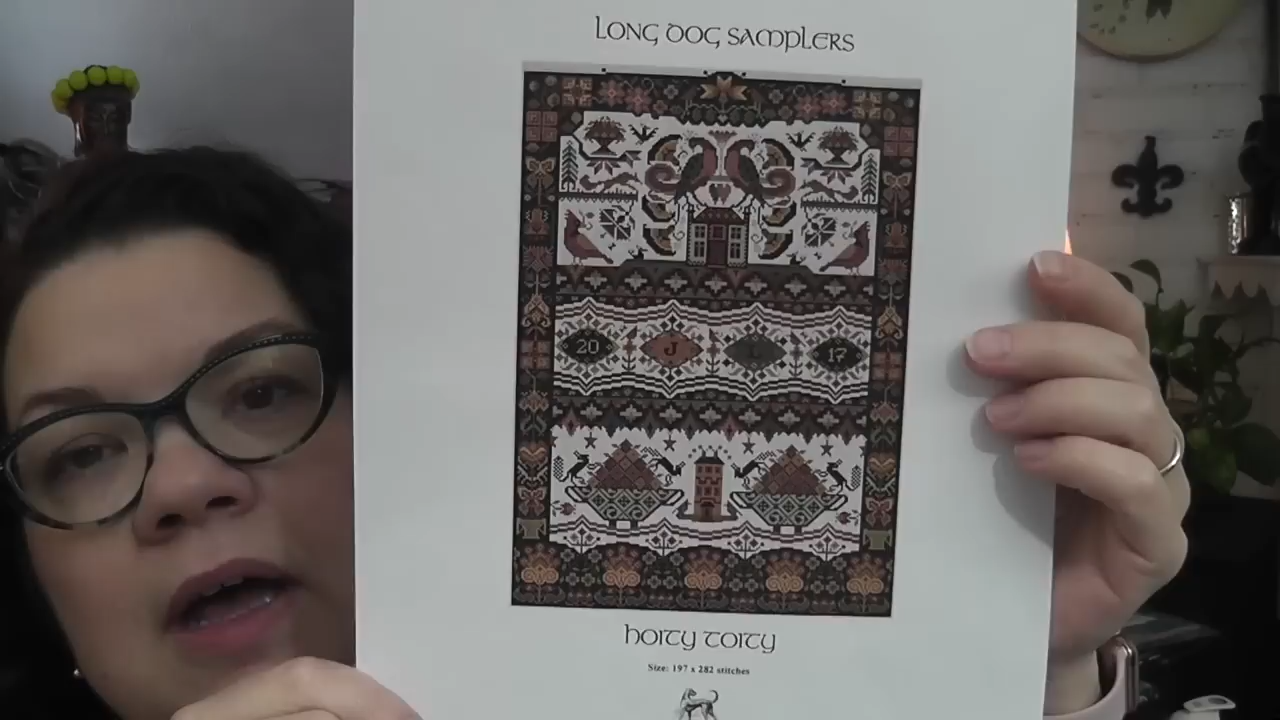 LONG DOG SAMPLERS
20 J L 17
HOITY TOITY
Size: 197 x 282 stitches